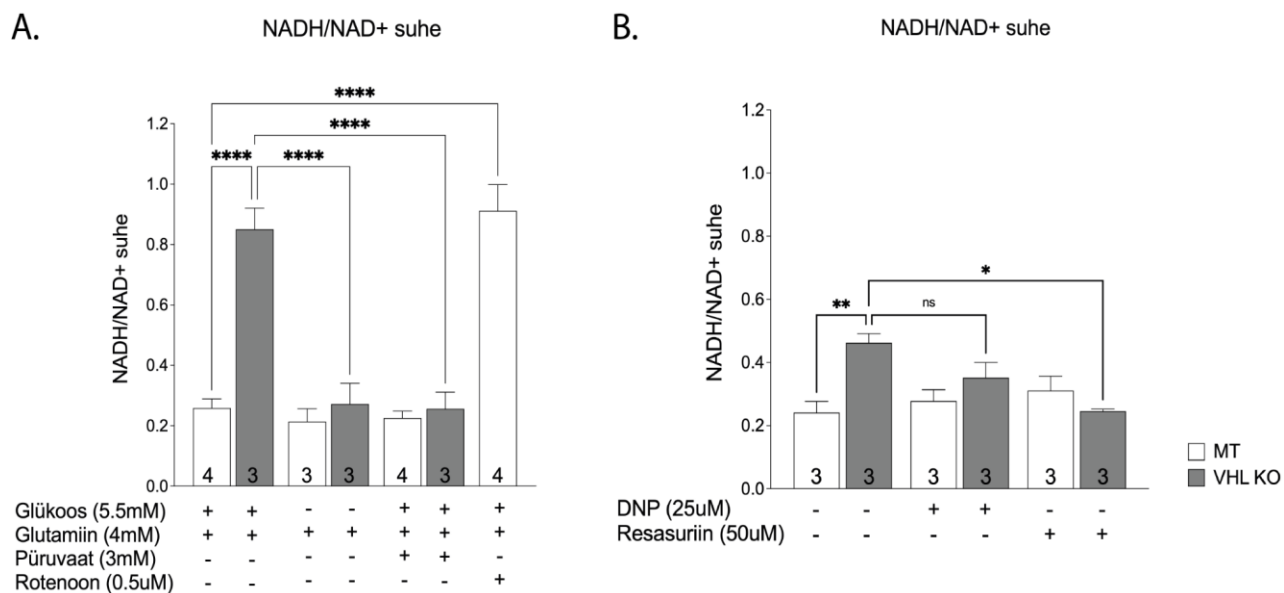 A.
NADH/NAD+ suhe
****
****
**** ****
NADH/NAD+ suhe
1.2
1.0
0.8
0.6
0.4
0.2
0.0
4 3 3 3 4 3 4
Glükoos (5.5mM) + + - - + + +
Glutamiin (4mM) + + + + + + +
Püruvaat (3mM) - - - - + + -
Rotenoon (0.5uM) - - - - - - +
B.
NADH/NAD+ suhe
*
** ns
NADH/NAD+ suhe
1.2
1.0
0.8
0.6
0.4
0.2
0.0
3 3 3 3 3 3
DNP (25uM) - - + + - -
Resasuriin (50uM) - - - - + +
MT
VHL KO